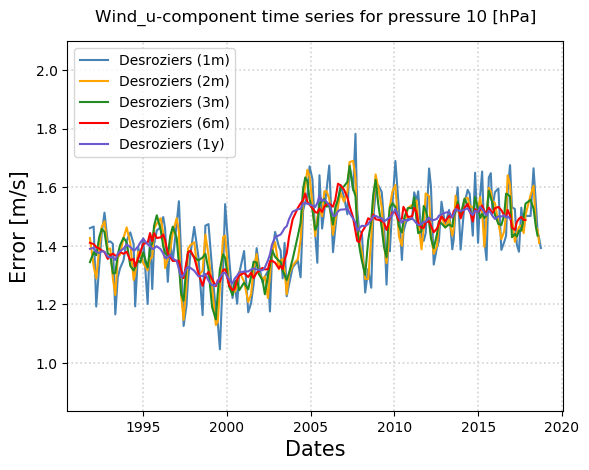 Wind_u-component time series for pressure 10 [hPa]
Desroziers (1m)
Desroziers (2m)
Desroziers (3m)
Desroziers (6m)
Desroziers (1y)
Error [m/s]
2.0
1.8
1.6
1.4
1.2
1.0
1995
2000
2005
2010
2015
2020
Dates